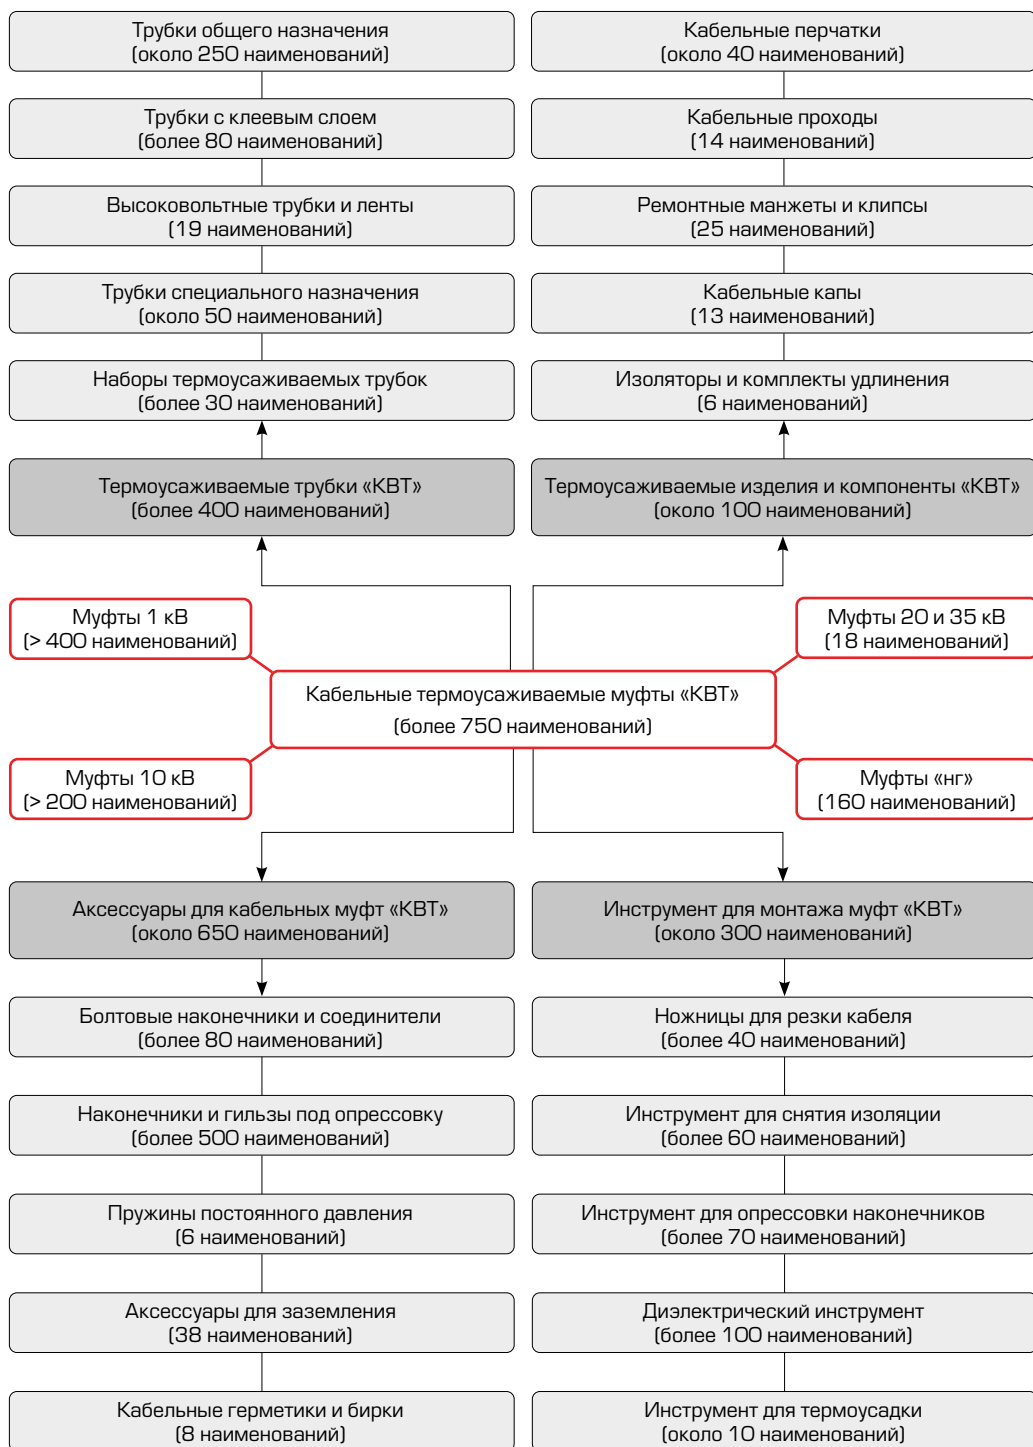 Трубки общего назначения
(около 250 наименований)
Трубки с клеевым слоем
(более 80 наименований)
Высоковольтные трубки и ленты
(19 наименований)
Трубки специального назначения
(около 50 наименований)
Наборы термоусаживаемых трубок
(более 30 наименований)
Термоусаживаемые трубки «КВТ»
(более 400 наименований)
Кабельные перчатки
(около 40 наименований)
Кабельные проходы
(14 наименований)
Ремонтные манжеты и клипсы
(25 наименований)
Кабельные капы
(13 наименований)
Изоляторы и комплекты удлинения
(6 наименований)
Термоусаживаемые изделия и компоненты «КВТ»
(около 100 наименований)
Муфты 1 кВ
(> 400 наименований)
Муфты 20 и 35 кВ
(18 наименований)
Кабельные термоусаживаемые муфты «КВТ»
(более 750 наименований)
Муфты 10 кВ
(> 200 наименований)
Муфты «нг»
(160 наименований)
Аксессуары для кабельных муфт «КВТ»
(около 650 наименований)
Болтовые наконечники и соединители
(более 80 наименований)
Наконечники и гильзы под опрессовку
(более 500 наименований)
Пружины постоянного давления
(6 наименований)
Аксессуары для заземления
(38 наименований)
Кабельные герметики и бирки
(8 наименований)
Инструмент для монтажа муфт «КВТ»
(около 300 наименований)
Ножницы для резки кабеля
(более 40 наименований)
Инструмент для снятия изоляции
(более 60 наименований)
Инструмент для опрессовки наконечников
(более 70 наименований)
Диэлектрический инструмент
(более 100 наименований)
Инструмент для термоусадки
(около 10 наименований)